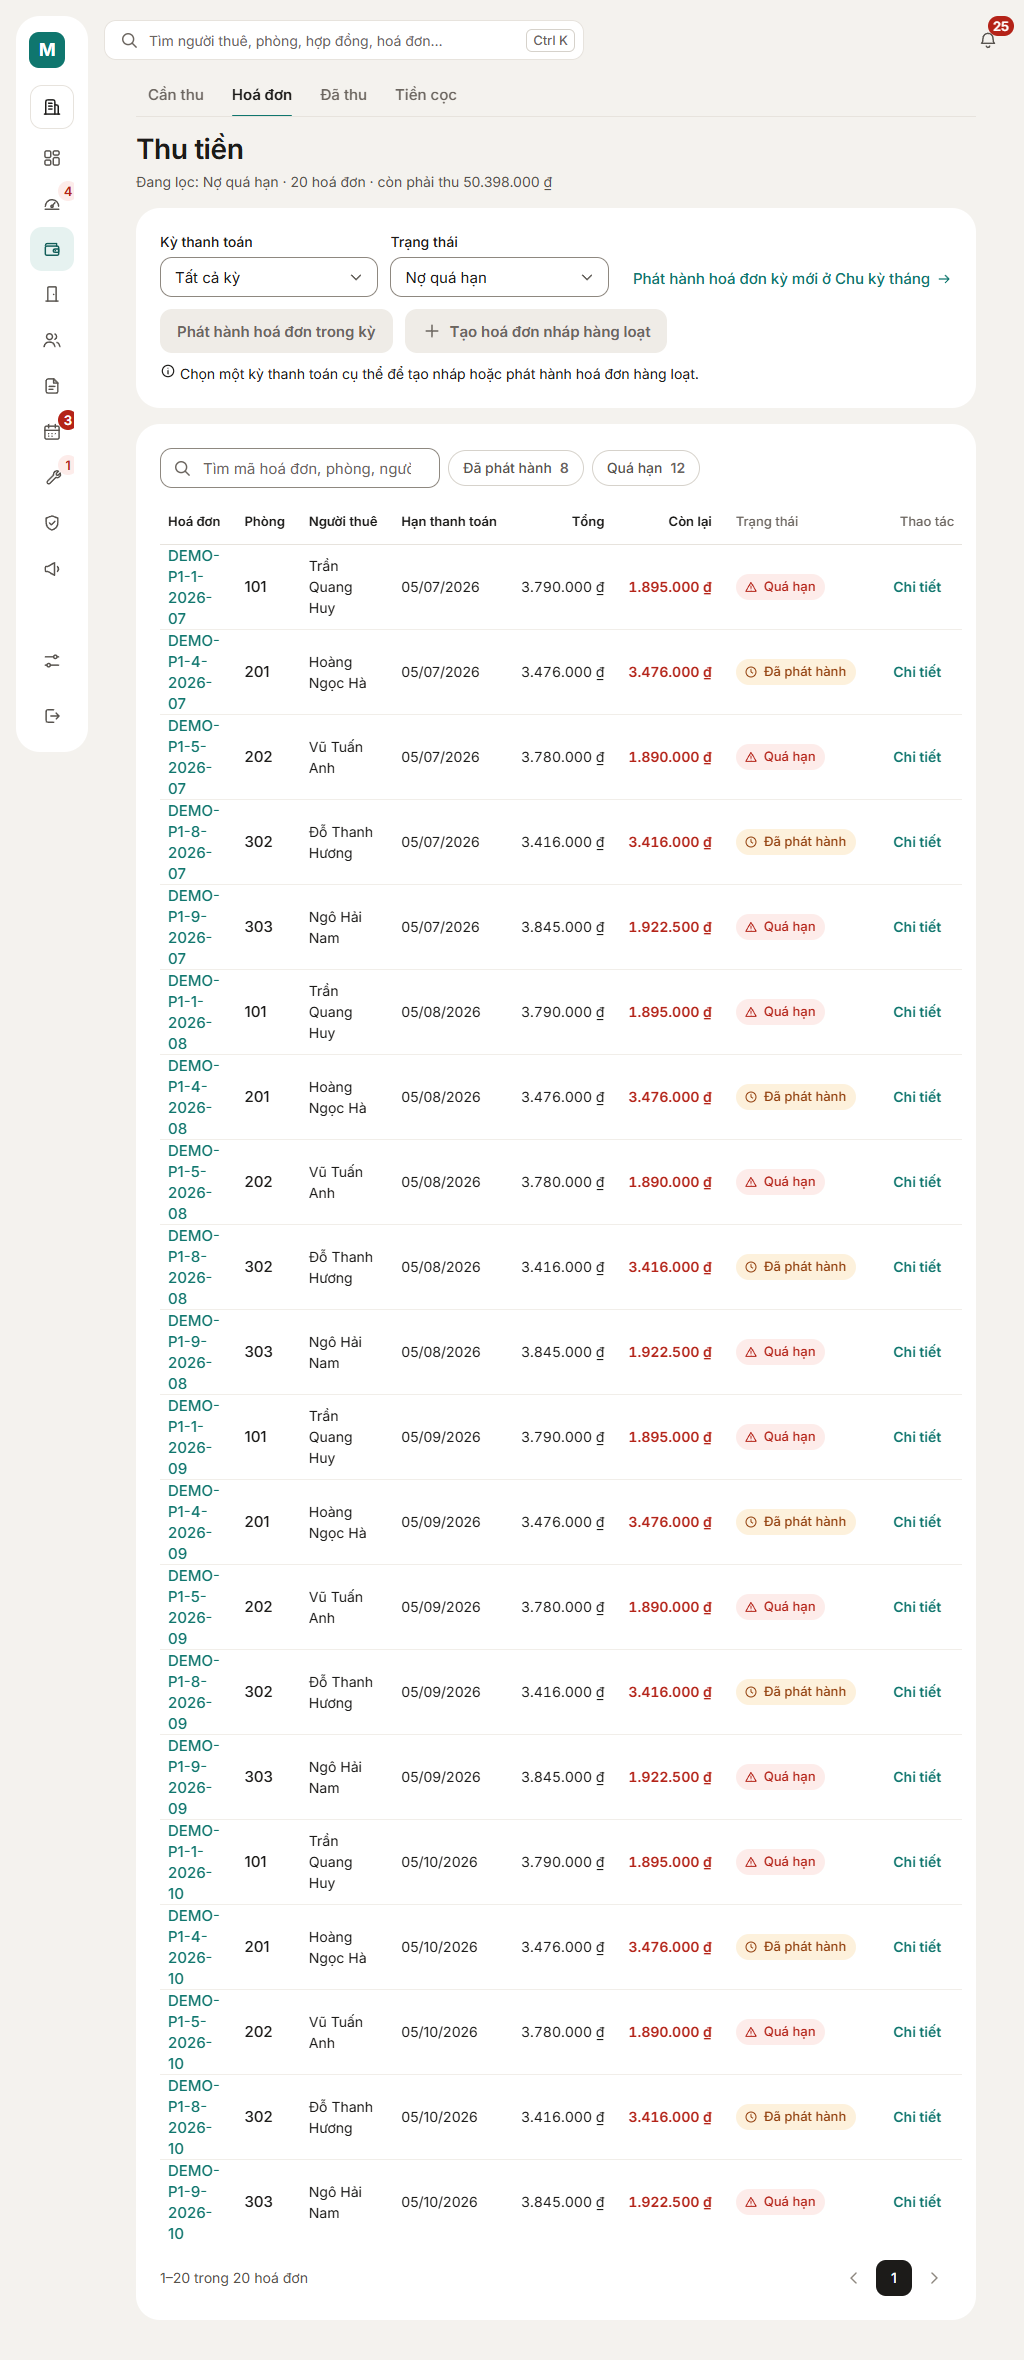 M
Tìm người thuê, phòng, hợp đồng, hoá đơn...
Ctrl K
25
4
3
1
Cần thu
Hoá đơn
Đã thu
Tiền cọc
Thu tiền
Đang lọc: Nợ quá hạn · 20 hoá đơn · còn phải thu 50.398.000 ₫
Kỳ thanh toán
Trạng thái
Tất cả kỳ
Nợ quá hạn
Phát hành hoá đơn kỳ mới ở Chu kỳ tháng →
Phát hành hoá đơn trong kỳ
Tạo hoá đơn nháp hàng loạt
Chọn một kỳ thanh toán cụ thể để tạo nháp hoặc phát hành hoá đơn hàng loạt.
Tìm mã hoá đơn, phòng, ngườ
Đã phát hành 8
Quá hạn 12
Hoá đơn Phòng Người thuê Hạn thanh toán Tổng Còn lại Trạng thái Thao tác
DEMO-P1-1-2026-07 101 Trần Quang Huy 05/07/2026 3.790.000 ₫ 1.895.000 ₫ Quá hạn Chi tiết
DEMO-P1-4-2026-07 201 Hoàng Ngọc Hà 05/07/2026 3.476.000 ₫ 3.476.000 ₫ Đã phát hành Chi tiết
DEMO-P1-5-2026-07 202 Vũ Tuấn Anh 05/07/2026 3.780.000 ₫ 1.890.000 ₫ Quá hạn Chi tiết
DEMO-P1-8-2026-07 302 Đỗ Thanh Hương 05/07/2026 3.416.000 ₫ 3.416.000 ₫ Đã phát hành Chi tiết
DEMO-P1-9-2026-07 303 Ngô Hải Nam 05/07/2026 3.845.000 ₫ 1.922.500 ₫ Quá hạn Chi tiết
DEMO-P1-1-2026-08 101 Trần Quang Huy 05/08/2026 3.790.000 ₫ 1.895.000 ₫ Quá hạn Chi tiết
DEMO-P1-4-2026-08 201 Hoàng Ngọc Hà 05/08/2026 3.476.000 ₫ 3.476.000 ₫ Đã phát hành Chi tiết
DEMO-P1-5-2026-08 202 Vũ Tuấn Anh 05/08/2026 3.780.000 ₫ 1.890.000 ₫ Quá hạn Chi tiết
DEMO-P1-8-2026-08 302 Đỗ Thanh Hương 05/08/2026 3.416.000 ₫ 3.416.000 ₫ Đã phát hành Chi tiết
DEMO-P1-9-2026-08 303 Ngô Hải Nam 05/08/2026 3.845.000 ₫ 1.922.500 ₫ Quá hạn Chi tiết
DEMO-P1-1-2026-09 101 Trần Quang Huy 05/09/2026 3.790.000 ₫ 1.895.000 ₫ Quá hạn Chi tiết
DEMO-P1-4-2026-09 201 Hoàng Ngọc Hà 05/09/2026 3.476.000 ₫ 3.476.000 ₫ Đã phát hành Chi tiết
DEMO-P1-5-2026-09 202 Vũ Tuấn Anh 05/09/2026 3.780.000 ₫ 1.890.000 ₫ Quá hạn Chi tiết
DEMO-P1-8-2026-09 302 Đỗ Thanh Hương 05/09/2026 3.416.000 ₫ 3.416.000 ₫ Đã phát hành Chi tiết
DEMO-P1-9-2026-09 303 Ngô Hải Nam 05/09/2026 3.845.000 ₫ 1.922.500 ₫ Quá hạn Chi tiết
DEMO-P1-1-2026-10 101 Trần Quang Huy 05/10/2026 3.790.000 ₫ 1.895.000 ₫ Quá hạn Chi tiết
DEMO-P1-4-2026-10 201 Hoàng Ngọc Hà 05/10/2026 3.476.000 ₫ 3.476.000 ₫ Đã phát hành Chi tiết
DEMO-P1-5-2026-10 202 Vũ Tuấn Anh 05/10/2026 3.780.000 ₫ 1.890.000 ₫ Quá hạn Chi tiết
DEMO-P1-8-2026-10 302 Đỗ Thanh Hương 05/10/2026 3.416.000 ₫ 3.416.000 ₫ Đã phát hành Chi tiết
DEMO-P1-9-2026-10 303 Ngô Hải Nam 05/10/2026 3.845.000 ₫ 1.922.500 ₫ Quá hạn Chi tiết
1–20 trong 20 hoá đơn
1